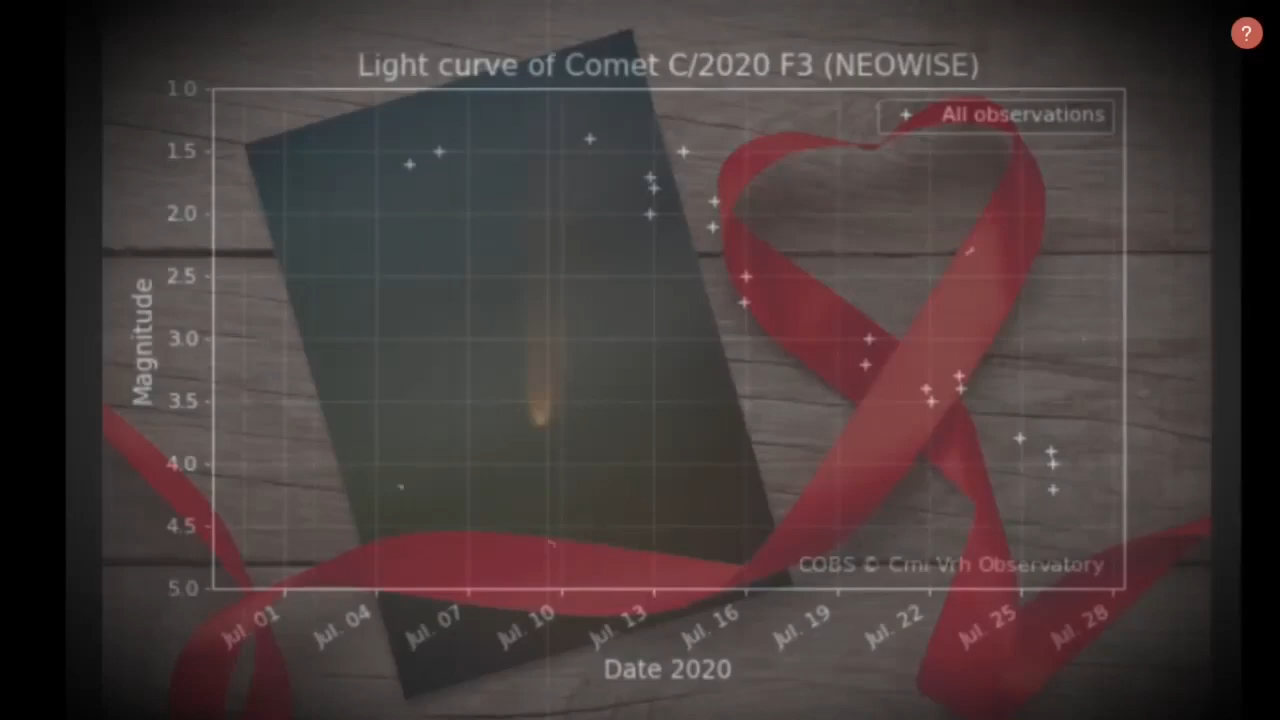 ?
Light curve of Comet C/2020 F3 (NEOWISE)
All observations
1.0
1.5
2.0
2.5
3.0
3.5
4.0
4.5
5.0
Magnitude
COBS © Crni Vrh Observatory
Jul. 01
Jul. 04
Jul. 07
Jul. 10
Jul. 13
Jul. 16
Jul. 19
Jul. 22
Jul. 25
Jul. 28
Date 2020